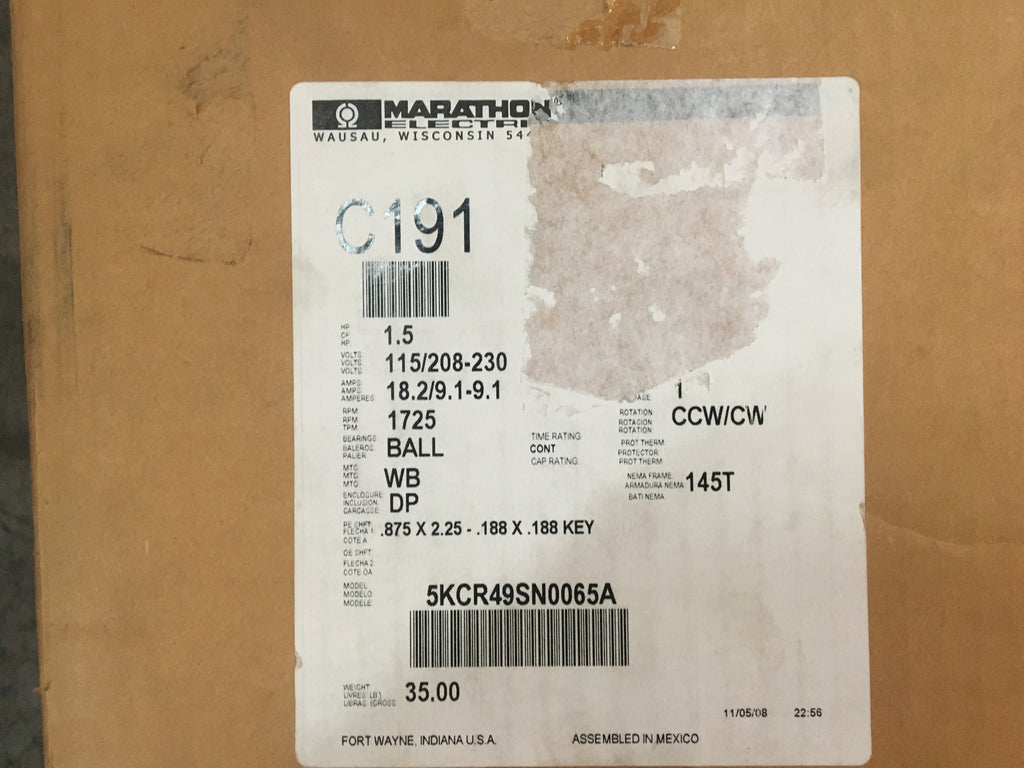 MARATHON
ELECTRI
WAUSAU, WISCONSIN 544
C191
HP
CP
HP
1.5
VOLTS
VOLTS
VOLTS
115/208-230
AMPS
AMPS
AMPERES
18.2/9.1-9.1
1
RPM
RPM
TPM
1725
ROTATION
ROTACION
ROTATION
CCW/CW
BEARINGS
BALEROS
PALIER
BALL
TIME RATING
CONT
CAP RATING
PROT THERM
PROTECTOR
PROT THERM
MTG
MTG
MTG
WB
NEMA FRAME
ARMADURA NEMA
BATI NEMA
145T
ENCLOSURE
INCLUSION
CARCASSE
DP
PE SHFT
FLECHA 1
COTE A
.875 X 2.25 - .188 X .188 KEY
OE SHFT
FLECHA 2
COTE OA
MODEL
MODELO
MODELE
5KCR49SN0065A
WEIGHT
LIVRES (LB)
LIBRAS (GROSS
35.00
11/05/08 22:56
FORT WAYNE, INDIANA U.S.A. ASSEMBLED IN MEXICO